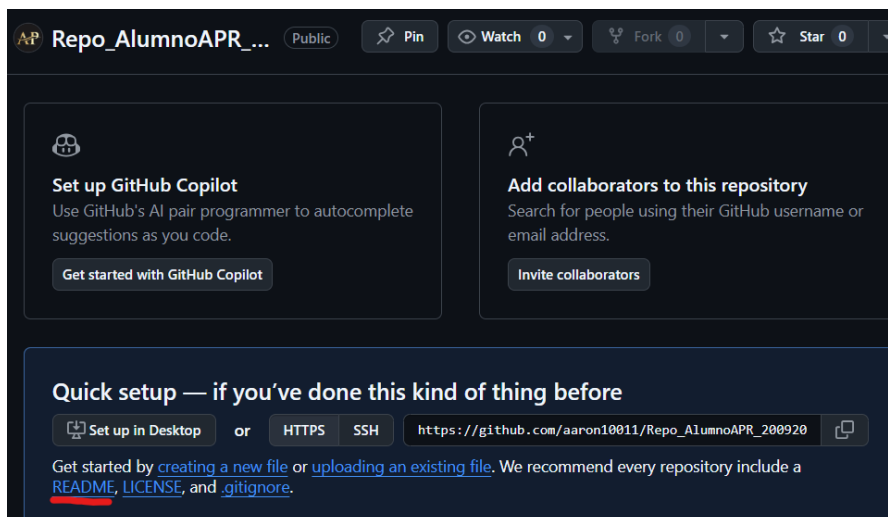 AP Repo_AlumnoAPR_... Public Pin Watch 0 Fork 0 Star 0
Set up GitHub Copilot
Use GitHub's AI pair programmer to autocomplete
suggestions as you code.
Get started with GitHub Copilot
Add collaborators to this repository
Search for people using their GitHub username or
email address.
Invite collaborators
Quick setup — if you've done this kind of thing before
Set up in Desktop or HTTPS SSH https://github.com/aaron10011/Repo_AlumnoAPR_200920
Get started by creating a new file or uploading an existing file. We recommend every repository include a
README, LICENSE, and .gitignore.